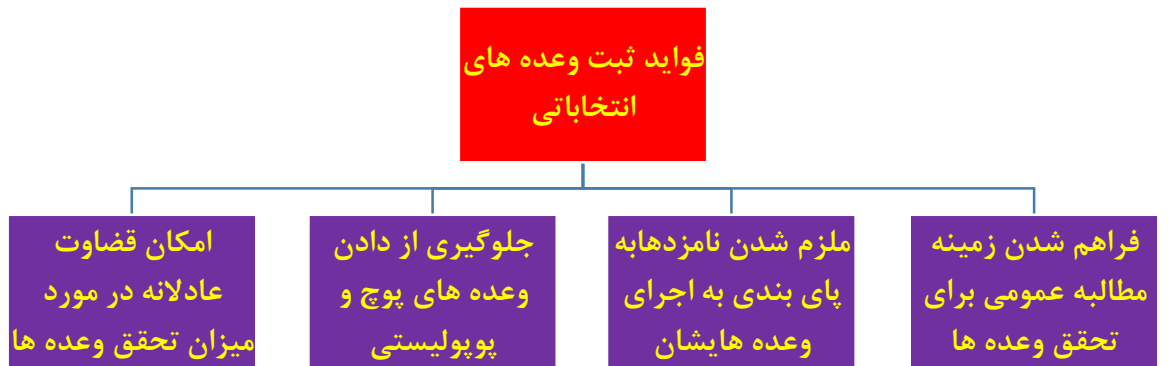 فواید ثبت وعده های
انتخاباتی
فراهم شدن زمینه
مطالبه عمومی برای
تحقق وعده ها
ملزم شدن نامزدهابه
پای بندی به اجرای
وعده هایشان
جلوگیری از دادن
وعده های پوچ و
پوپولیستی
امکان قضاوت
عادلانه در مورد
میزان تحقق وعده ها